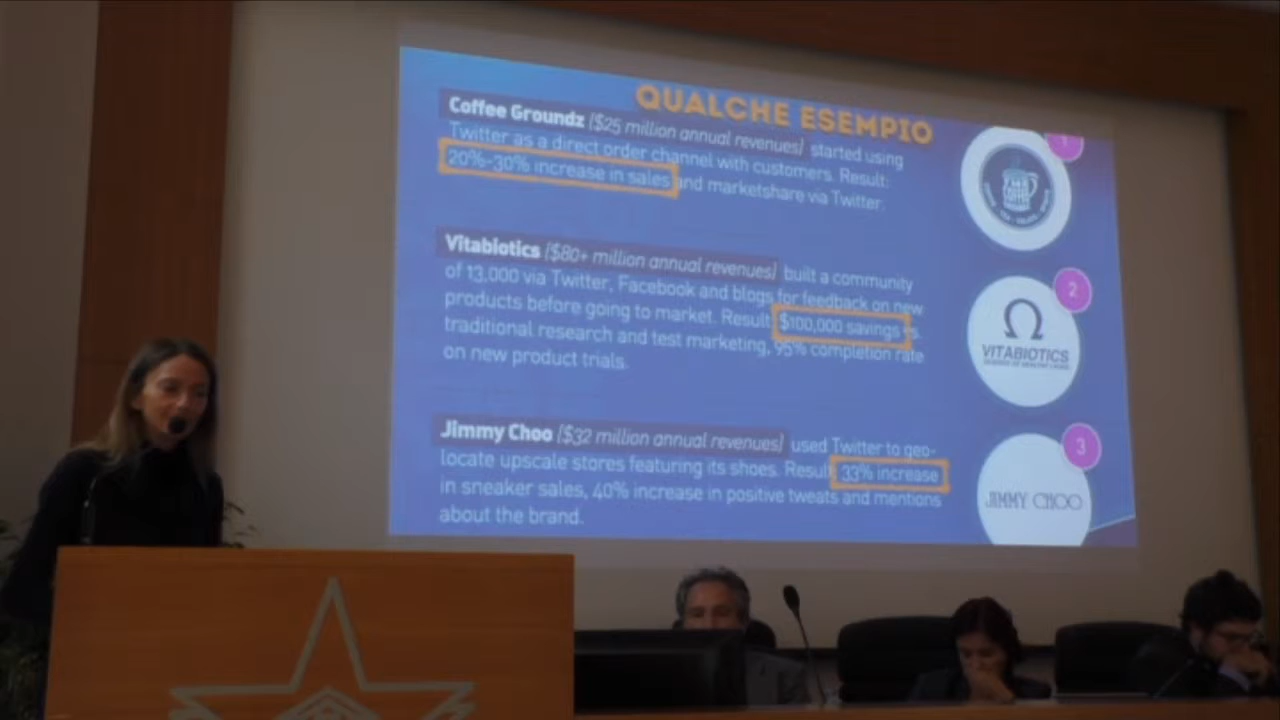 QUALCHE ESEMPIO
Coffee Groundz ($25 million annual revenues) started using
Twitter as a direct order channel with customers. Result:
20%-30% increase in sales and marketshare via Twitter.
1
Vitabiotics ($80+ million annual revenues) built a community
of 13,000 via Twitter, Facebook and blogs for feedback on new
products before going to market. Result: $100,000 savings vs.
traditional research and test marketing, 95% completion rate
on new product trials.
2
VITABIOTICS
Jimmy Choo ($32 million annual revenues) used Twitter to geo-
locate upscale stores featuring its shoes. Result: 33% increase
in sneaker sales, 40% increase in positive tweets and mentions
about the brand.
3
JIMMY CHOO